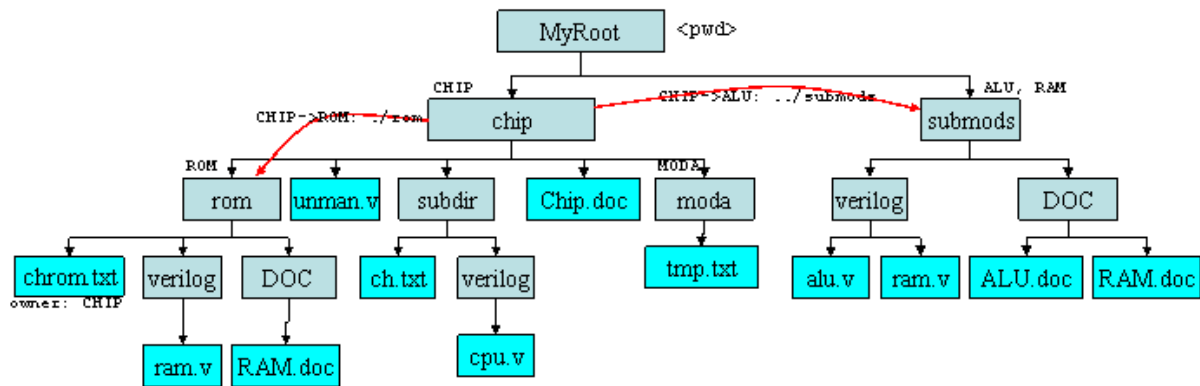 MyRoot <pwd>
CHIP
CHIP->ALU: ../submods
ALU, RAM
CHIP->ROM: ./rom
chip
submods
ROM
MODA
rom
unman.v
subdir
Chip.doc
moda
verilog
DOC
chrom.txt
verilog
DOC
ch.txt
verilog
tmp.txt
alu.v
ram.v
ALU.doc
RAM.doc
owner: CHIP
ram.v
RAM.doc
cpu.v